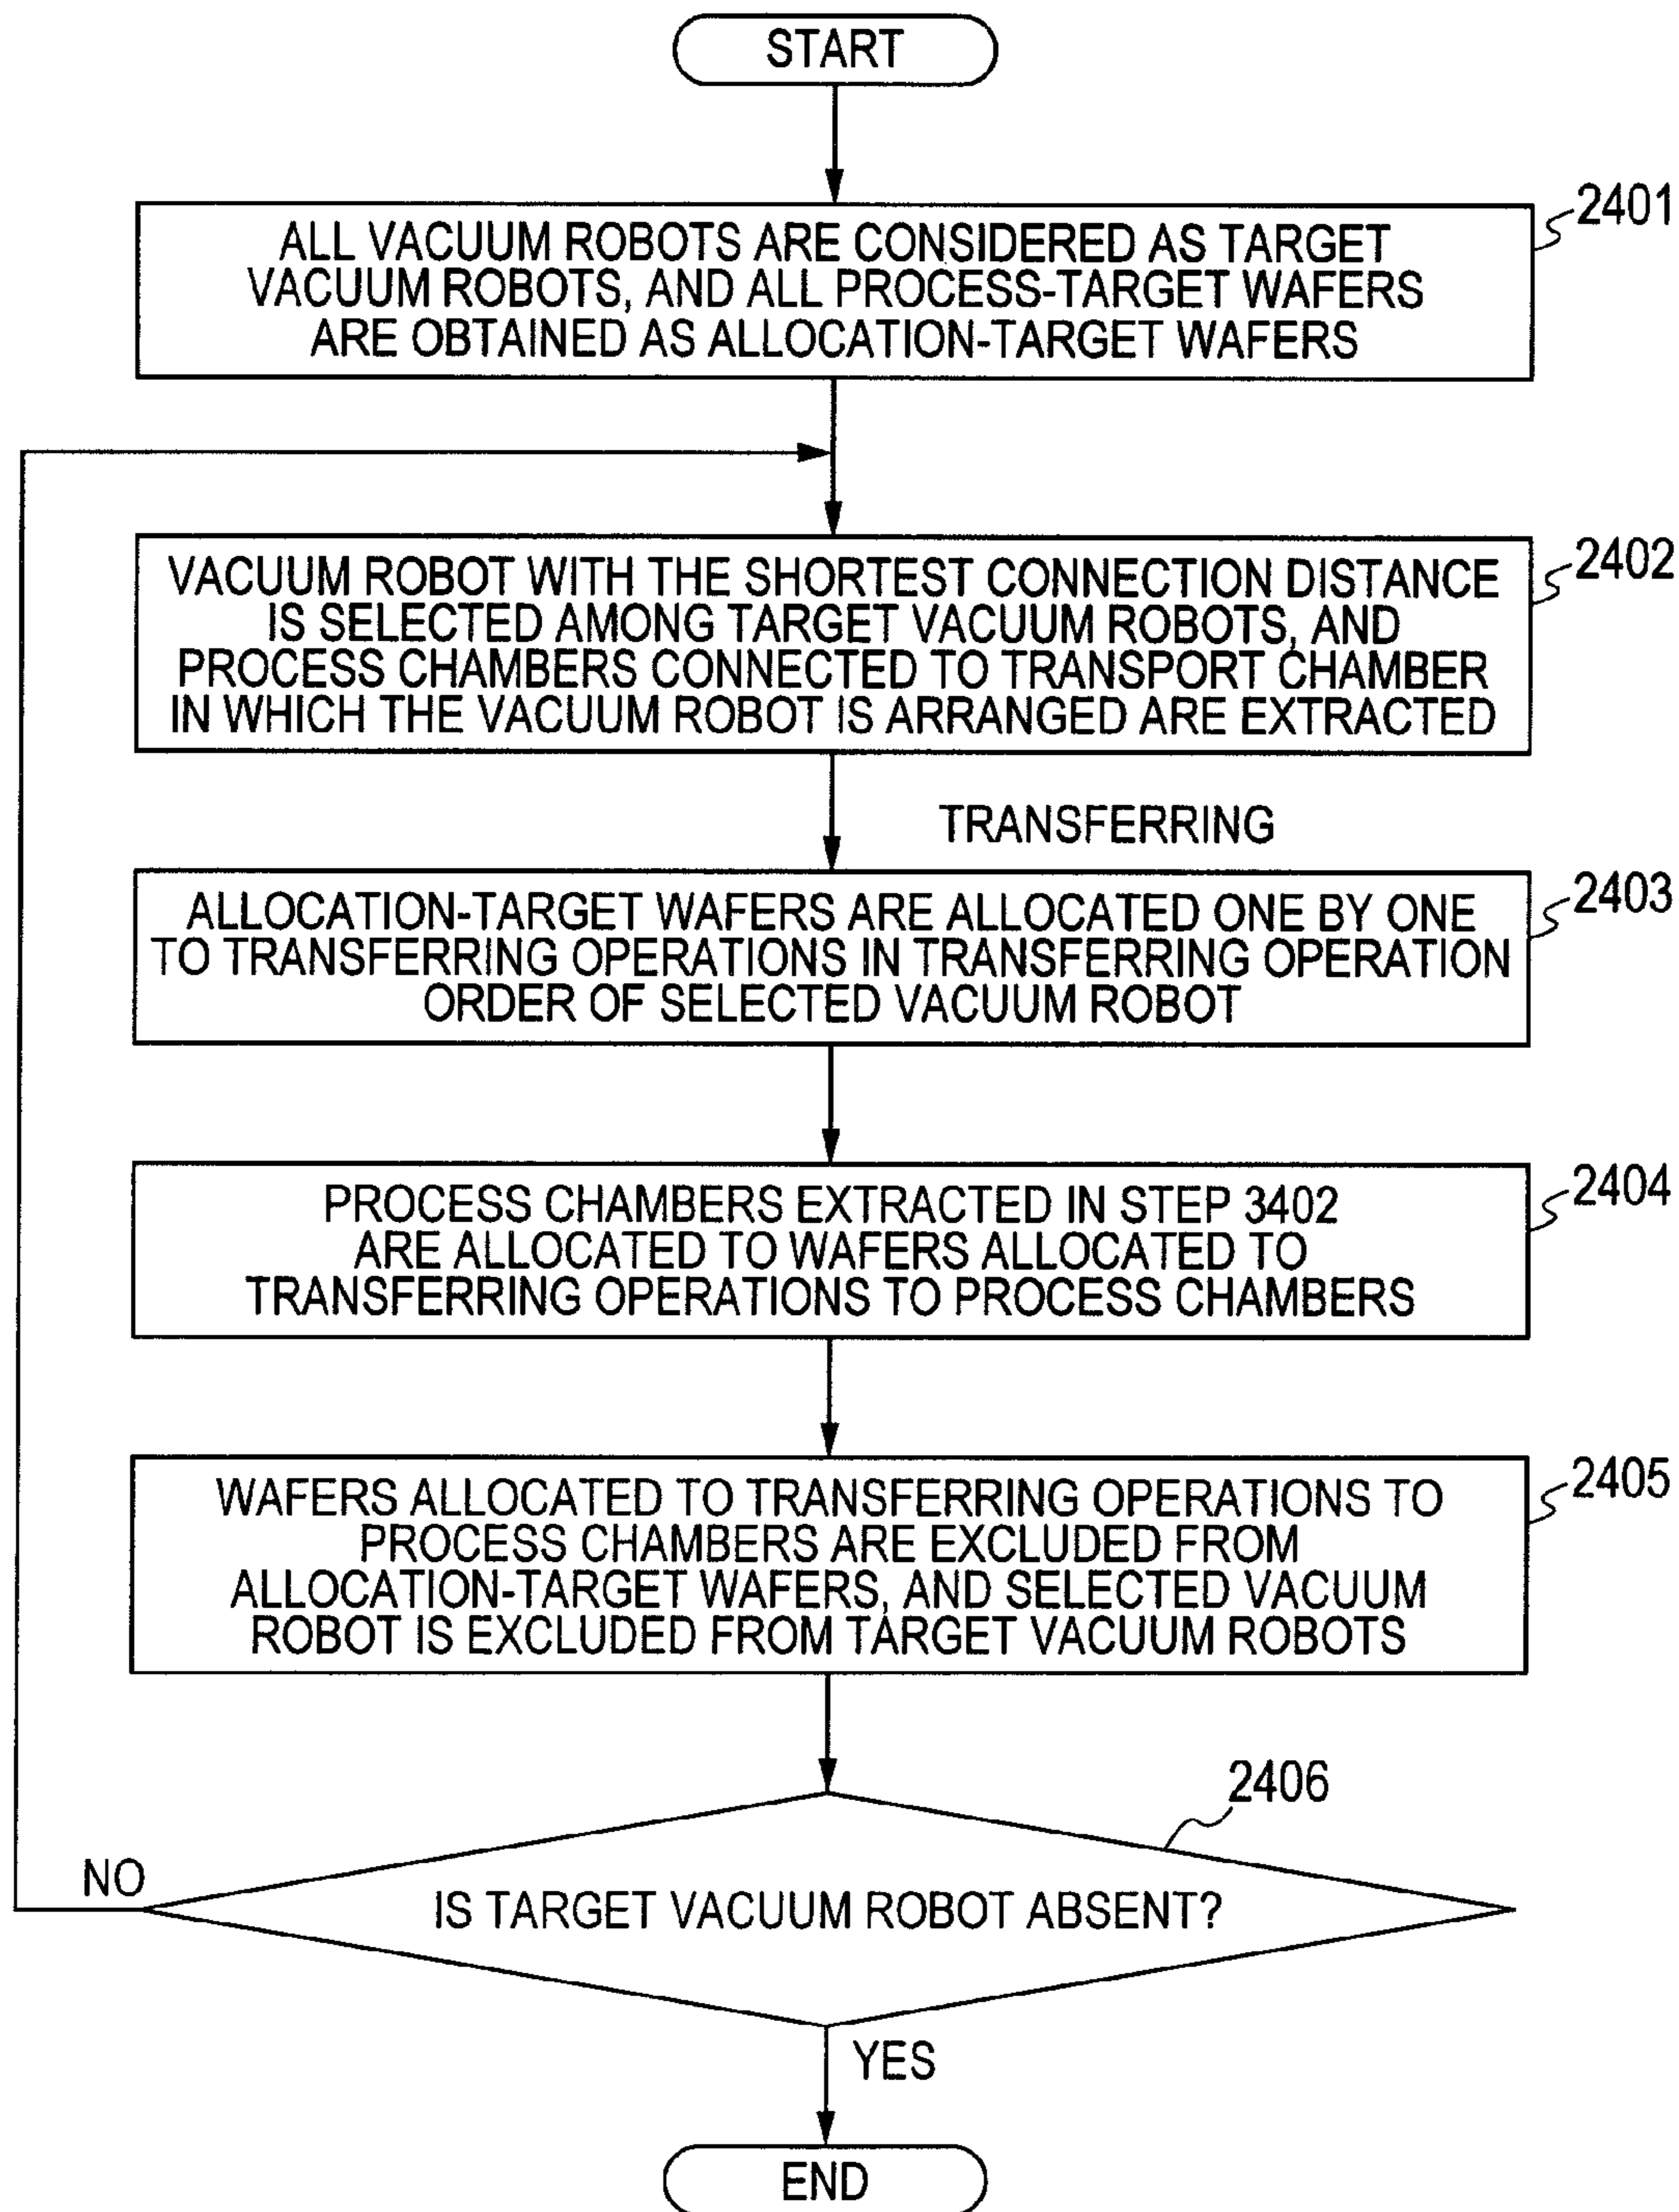 START
2401
ALL VACUUM ROBOTS ARE CONSIDERED AS TARGET
VACUUM ROBOTS, AND ALL PROCESS-TARGET WAFERS
ARE OBTAINED AS ALLOCATION-TARGET WAFERS
2402
VACUUM ROBOT WITH THE SHORTEST CONNECTION DISTANCE
IS SELECTED AMONG TARGET VACUUM ROBOTS, AND
PROCESS CHAMBERS CONNECTED TO TRANSPORT CHAMBER
IN WHICH THE VACUUM ROBOT IS ARRANGED ARE EXTRACTED
TRANSFERRING
2403
ALLOCATION-TARGET WAFERS ARE ALLOCATED ONE BY ONE
TO TRANSFERRING OPERATIONS IN TRANSFERRING OPERATION
ORDER OF SELECTED VACUUM ROBOT
2404
PROCESS CHAMBERS EXTRACTED IN STEP 3402
ARE ALLOCATED TO WAFERS ALLOCATED TO
TRANSFERRING OPERATIONS TO PROCESS CHAMBERS
2405
WAFERS ALLOCATED TO TRANSFERRING OPERATIONS TO
PROCESS CHAMBERS ARE EXCLUDED FROM
ALLOCATION-TARGET WAFERS, AND SELECTED VACUUM
ROBOT IS EXCLUDED FROM TARGET VACUUM ROBOTS
2406
NO
IS TARGET VACUUM ROBOT ABSENT?
YES
END